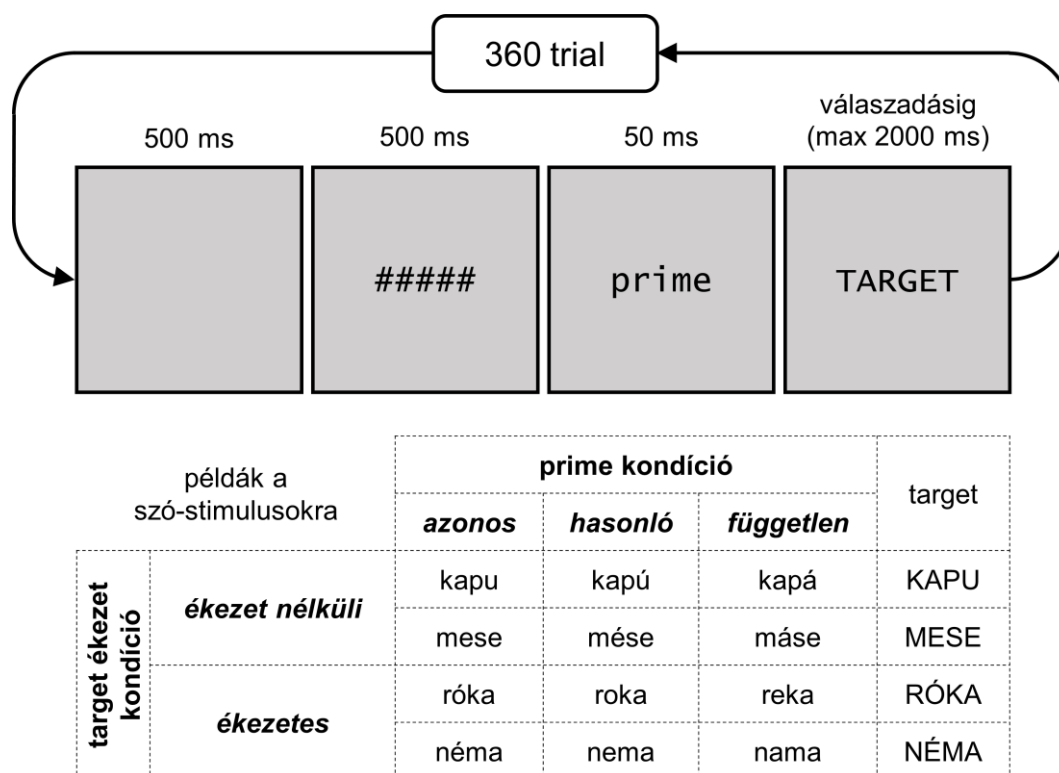 360 trial
500 ms
500 ms
50 ms
válaszadásig
(max 2000 ms)
#####
prime
TARGET
példák a
szó-stimulusokra
prime kondíció
target
azonos hasonló független
target ékezet
kondíció
ékezet nélküli
kapu kapú kapá KAPU
mese mése máse MESE
ékezetes
róka roka reka RÓKA
néma nema nama NÉMA